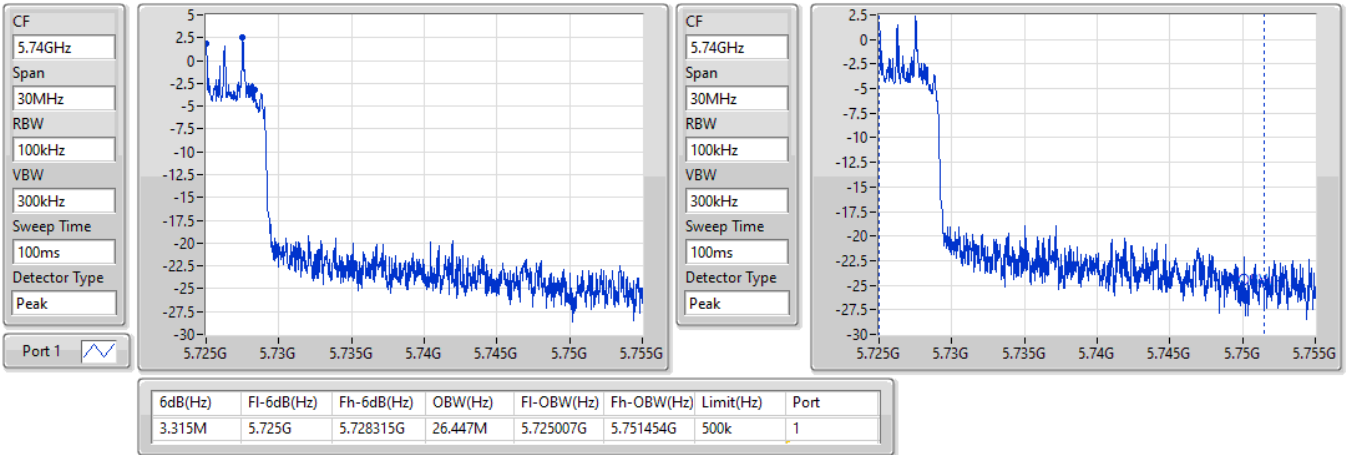 CF
5.74GHz
Span
30MHz
RBW
100kHz
VBW
300kHz
Sweep Time
100ms
Detector Type
Peak
Port 1
5
2.5
0
-2.5
-5
-7.5
-10
-12.5
-15
-17.5
-20
-22.5
-25
-27.5
-30
5.725G 5.73G 5.735G 5.74G 5.745G 5.75G 5.755G
CF
5.74GHz
Span
30MHz
RBW
100kHz
VBW
300kHz
Sweep Time
100ms
Detector Type
Peak
2.5
0
-2.5
-5
-7.5
-10
-12.5
-15
-17.5
-20
-22.5
-25
-27.5
-30
5.725G 5.73G 5.735G 5.74G 5.745G 5.75G 5.755G
6dB(Hz) Fl-6dB(Hz) Fh-6dB(Hz) OBW(Hz) Fl-OBW(Hz) Fh-OBW(Hz) Limit(Hz) Port
3.315M 5.725G 5.728315G 26.447M 5.725007G 5.751454G 500k 1